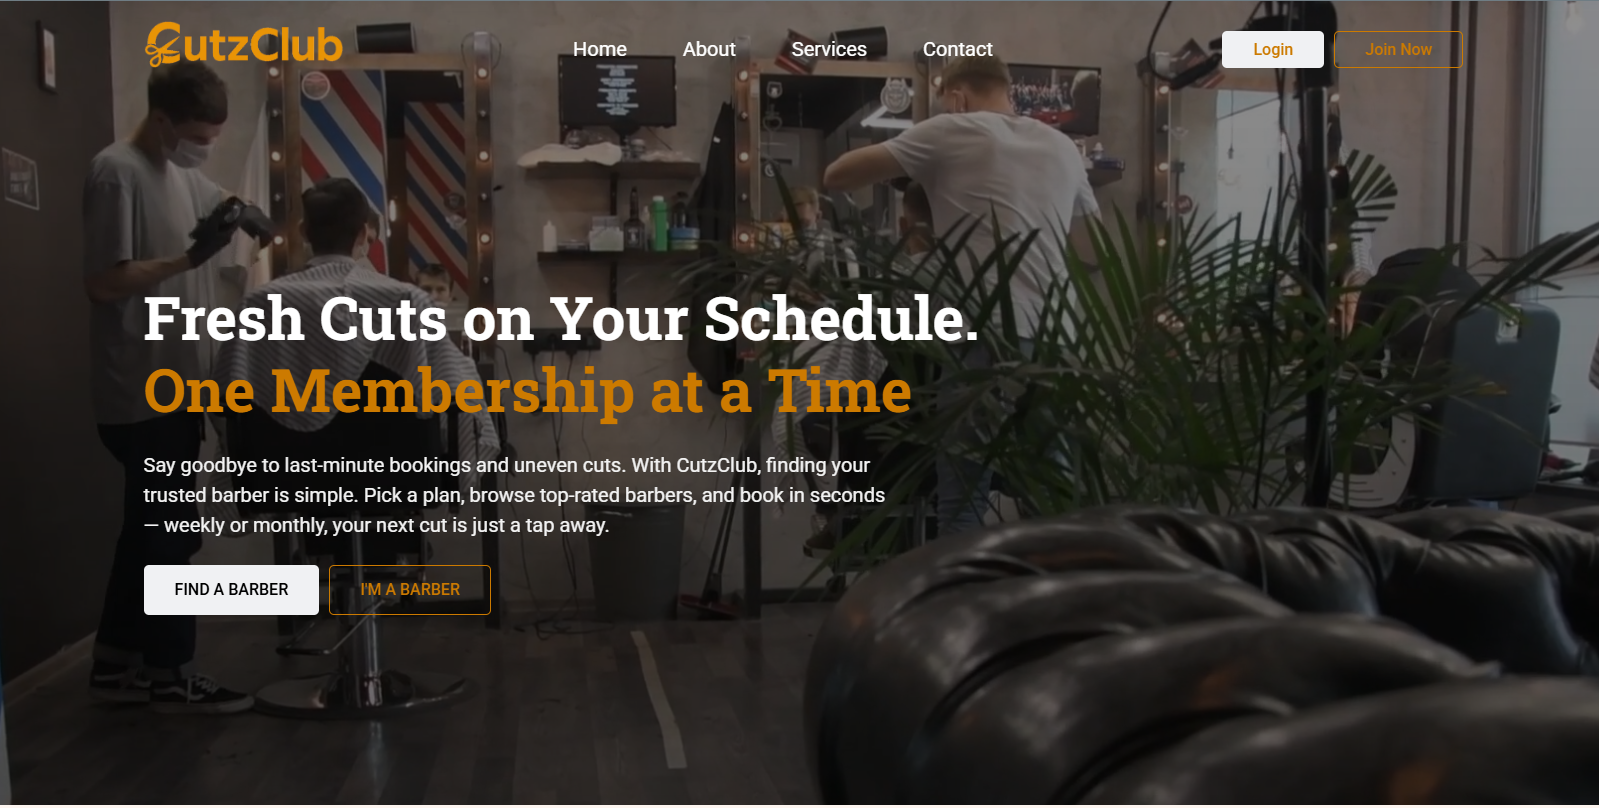 CutzClub
Home About Services Contact
Login Join Now
Fresh Cuts on Your Schedule.
One Membership at a Time
Say goodbye to last-minute bookings and uneven cuts. With CutzClub, finding your
trusted barber is simple. Pick a plan, browse top-rated barbers, and book in seconds
— weekly or monthly, your next cut is just a tap away.
FIND A BARBER I'M A BARBER